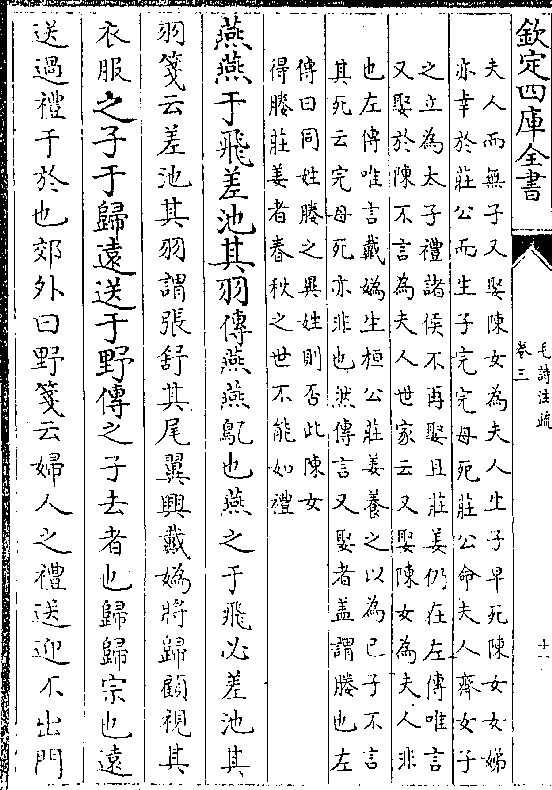 欽定四庫全書
毛詩注疏
卷三
十一
夫人而無子又娶陳女為夫人生子早死陳女女娣
亦幸於莊公而生子完完母死莊公命夫人齊女子
之立為太子禮諸侯不再娶且莊姜仍在左傳唯言
又娶於陳不言為夫人世家云又娶陳女為夫人非
也左傳唯言戴媯生桓公莊姜養之以為己子不言
其死云完母死亦非也然傳言又娶者蓋謂媵也左
傳曰同姓媵之異姓則否此陳女
得媵莊姜者春秋之世不能如禮
燕燕于飛差池其羽傳燕燕鳦也燕之于飛必差池其
羽箋云差池其羽謂張舒其尾翼興戴媯將歸顧視其
衣服之子于歸遠送于野傳之子去者也歸歸宗也遠
送過禮于於也郊外曰野箋云婦人之禮送迎不出門